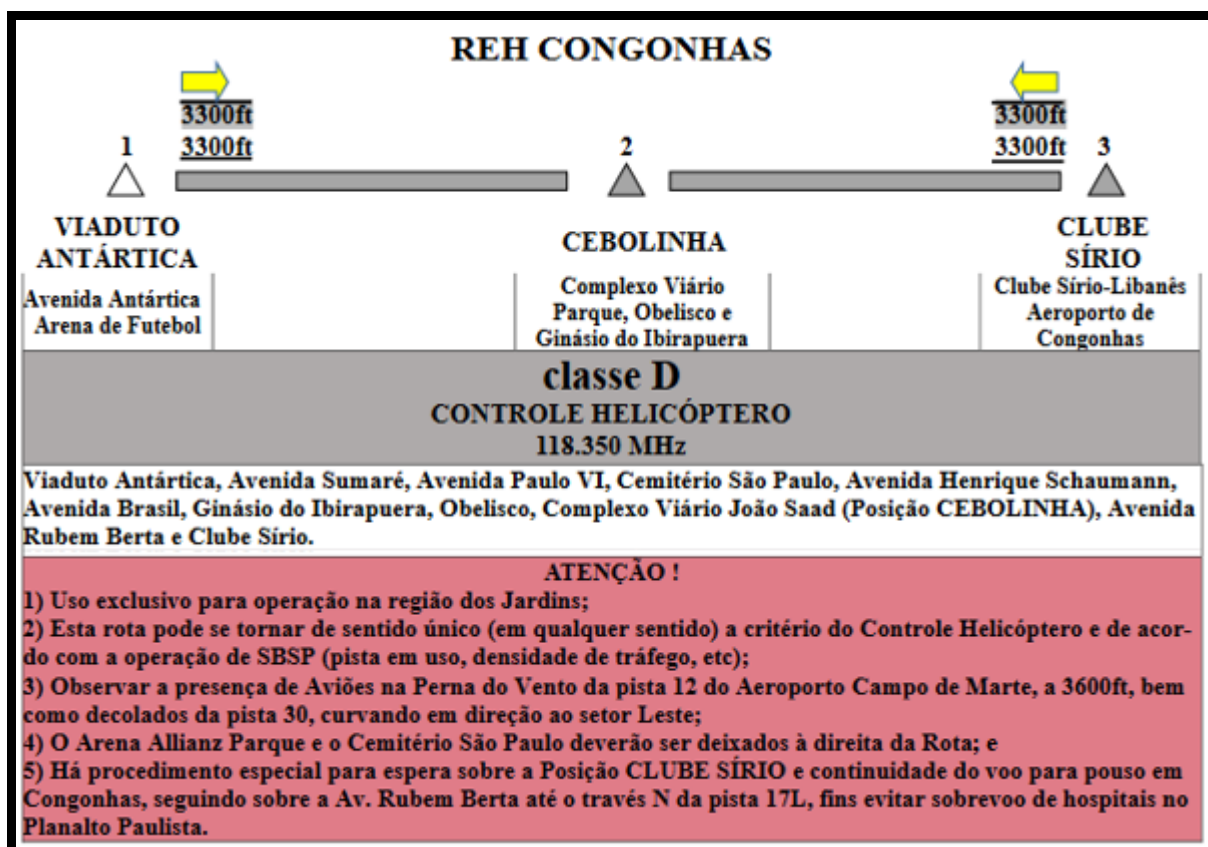 REH CONGONHAS
3300ft
3300ft
3300ft
3300ft
1
2
3
VIADUTO
ANTÁRTICA
CEBOLINHA
CLUBE
SÍRIO
Avenida Antártica
Arena de Futebol
Complexo Viário
Parque, Obelisco e
Ginásio do Ibirapuera
Clube Sírio-Libanês
Aeroporto de
Congonhas
classe D
CONTROLE HELICÓPTERO
118.350 MHz
Viaduto Antártica, Avenida Sumaré, Avenida Paulo VI, Cemitério São Paulo, Avenida Henrique Schaumann,
Avenida Brasil, Ginásio do Ibirapuera, Obelisco, Complexo Viário João Saad (Posição CEBOLINHA), Avenida
Rubem Berta e Clube Sírio.
ATENÇÃO !
1) Uso exclusivo para operação na região dos Jardins;
2) Esta rota pode se tornar de sentido único (em qualquer sentido) a critério do Controle Helicóptero e de acor-
do com a operação de SBSP (pista em uso, densidade de tráfego, etc);
3) Observar a presença de Aviões na Perna do Vento da pista 12 do Aeroporto Campo de Marte, a 3600ft, bem
como decolados da pista 30, curvando em direção ao setor Leste;
4) O Arena Allianz Parque e o Cemitério São Paulo deverão ser deixados à direita da Rota; e
5) Há procedimento especial para espera sobre a Posição CLUBE SÍRIO e continuidade do voo para pouso em
Congonhas, seguindo sobre a Av. Rubem Berta até o través N da pista 17L, fins evitar sobrevoo de hospitais no
Planalto Paulista.